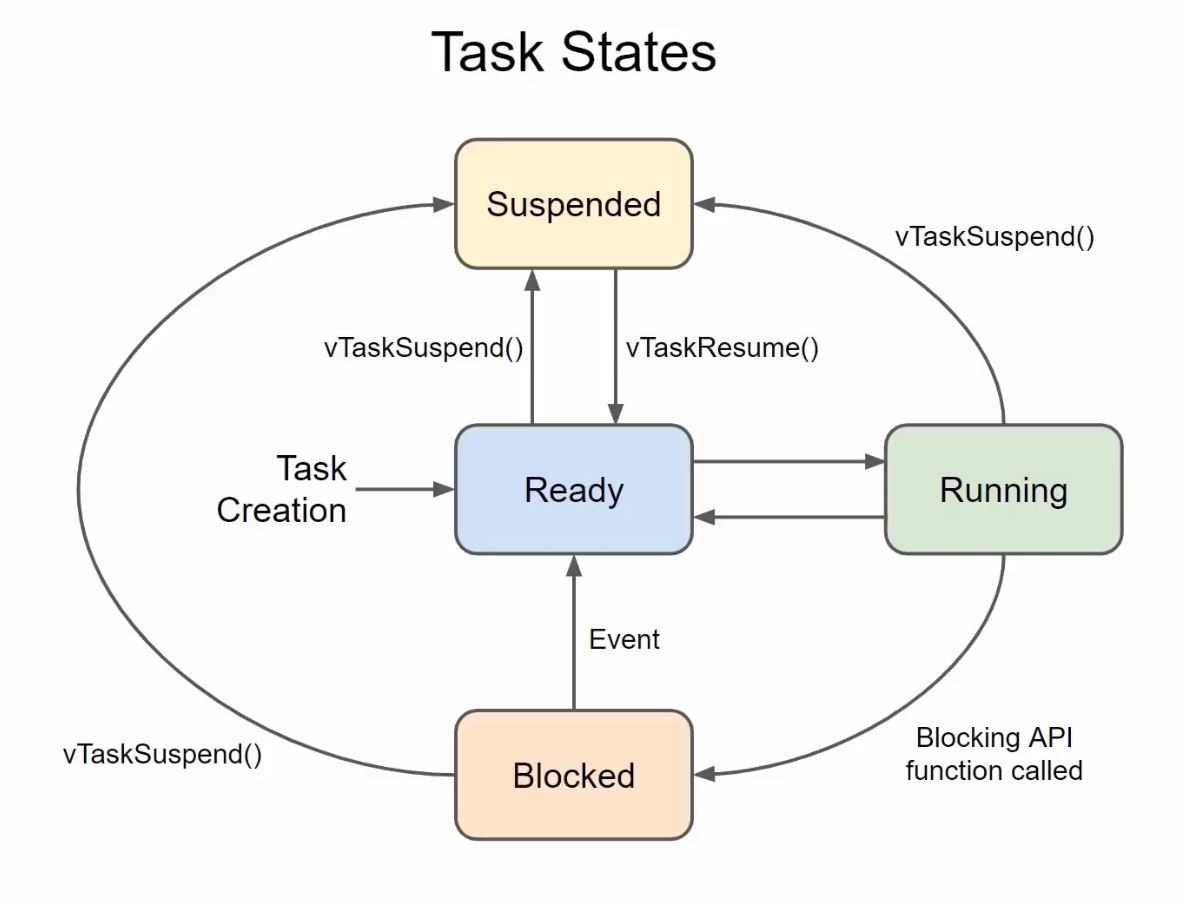 Task States
Suspended
vTaskSuspend()
vTaskSuspend()
vTaskResume()
Task
Creation
Ready
Running
Event
vTaskSuspend()
Blocked
Blocking API
function called